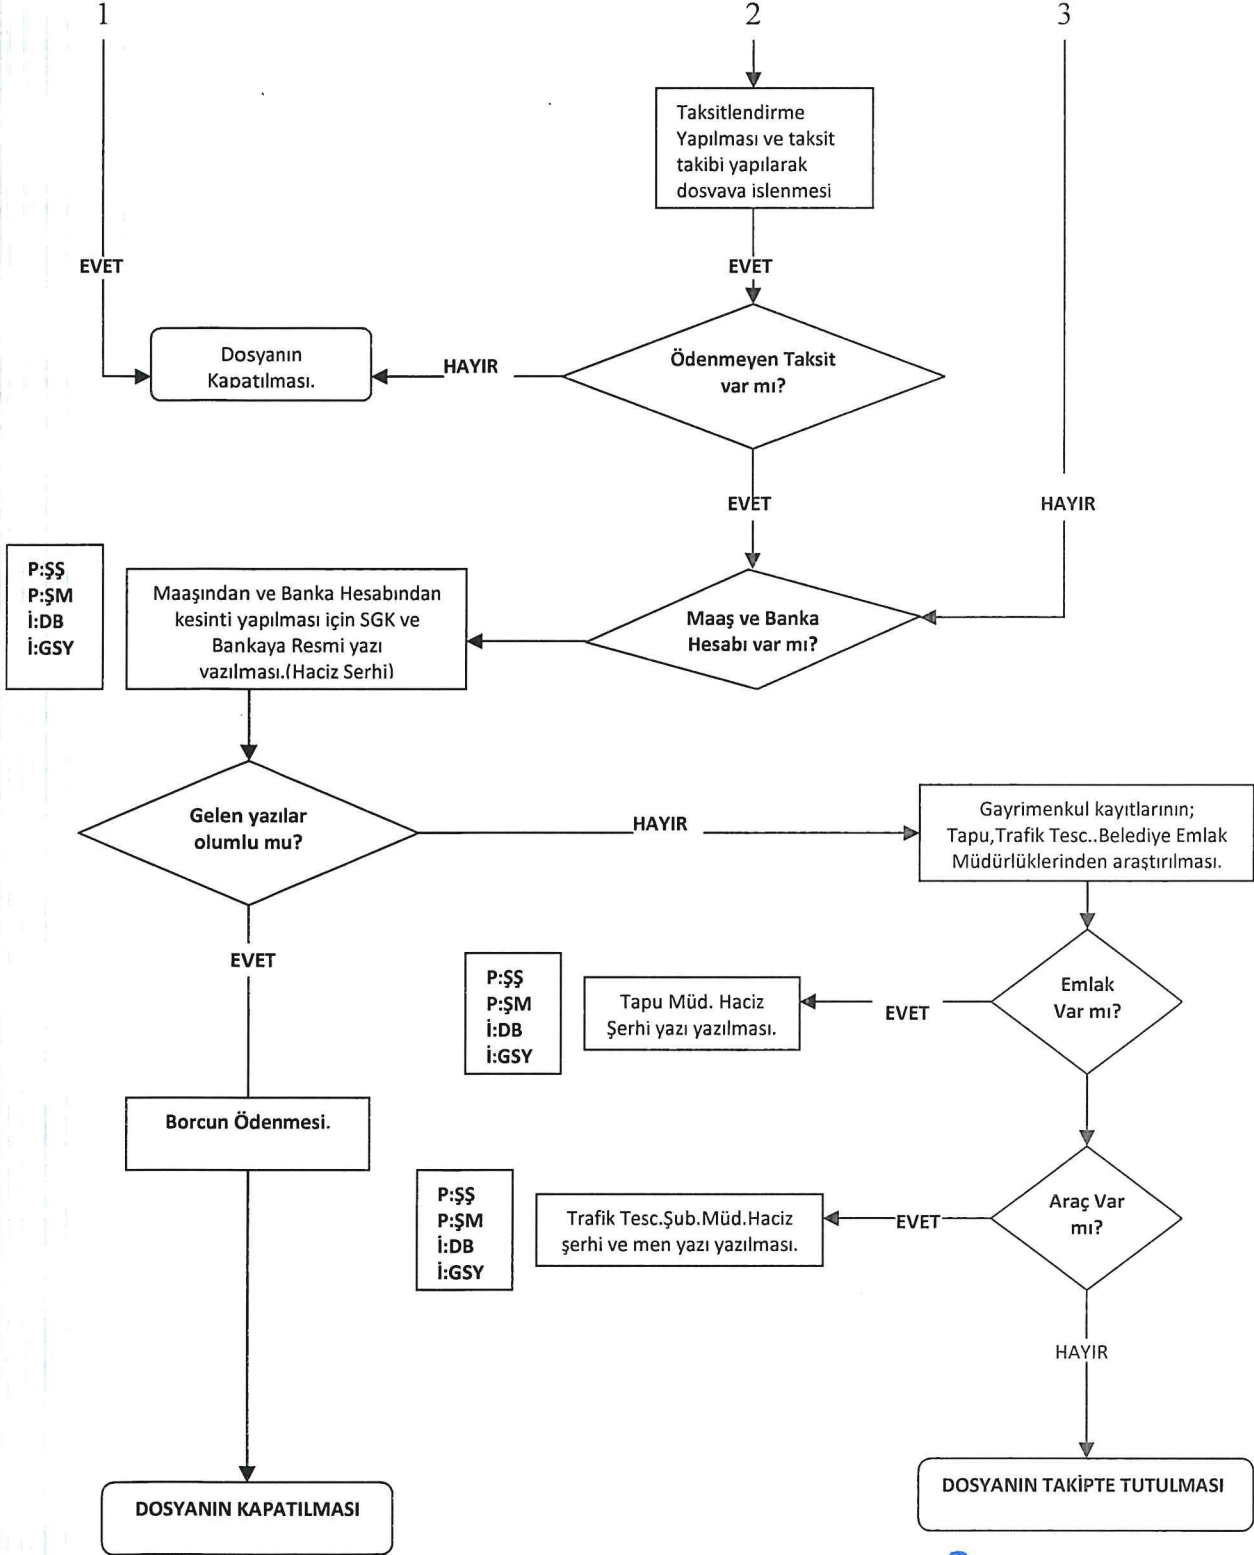 1
2
3
Taksitlendirme
Yapılması ve taksit
takibi yapılarak
dosvava islenmesi
EVET
EVET
Dosyanın
Kapatılması.
HAYIR
Ödenmeyen Taksit
var mı?
EVET
HAYIR
P:ŞŞ
P:ŞM
İ:DB
İ:GSY
Maaşından ve Banka Hesabından
kesinti yapılması için SGK ve
Bankaya Resmi yazı
vazılması.(Haciz Serhi)
Maaş ve Banka
Hesabı var mı?
Gelen yazılar
olumlu mu?
HAYIR
Gayrimenkul kayıtlarının;
Tapu,Trafik Tesc..Belediye Emlak
Müdürlüklerinden araştırılması.
EVET
P:ŞŞ
P:ŞM
İ:DB
İ:GSY
Tapu Müd. Haciz
Şerhi yazı yazılması.
EVET
Emlak
Var mı?
Borcun Ödenmesi.
P:ŞŞ
P:ŞM
İ:DB
İ:GSY
Trafik Tesc.Şub.Müd.Haciz
şerhi ve men yazı yazılması.
EVET
Araç Var
mı?
HAYIR
DOSYANIN KAPATILMASI
DOSYANIN TAKİPTE TUTULMASI